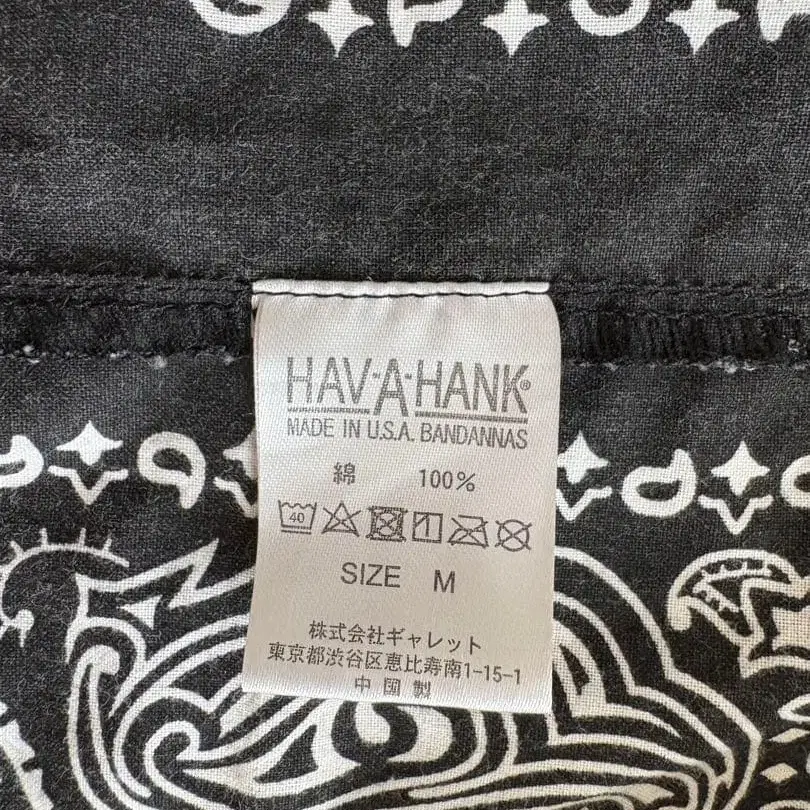 HAV-A-HANK®
MADE IN U.S.A. BANDANNAS
綿 100%
40
SIZE M
株式会社ギャレット
東京都渋谷区恵比寿南1-15-1
中国製